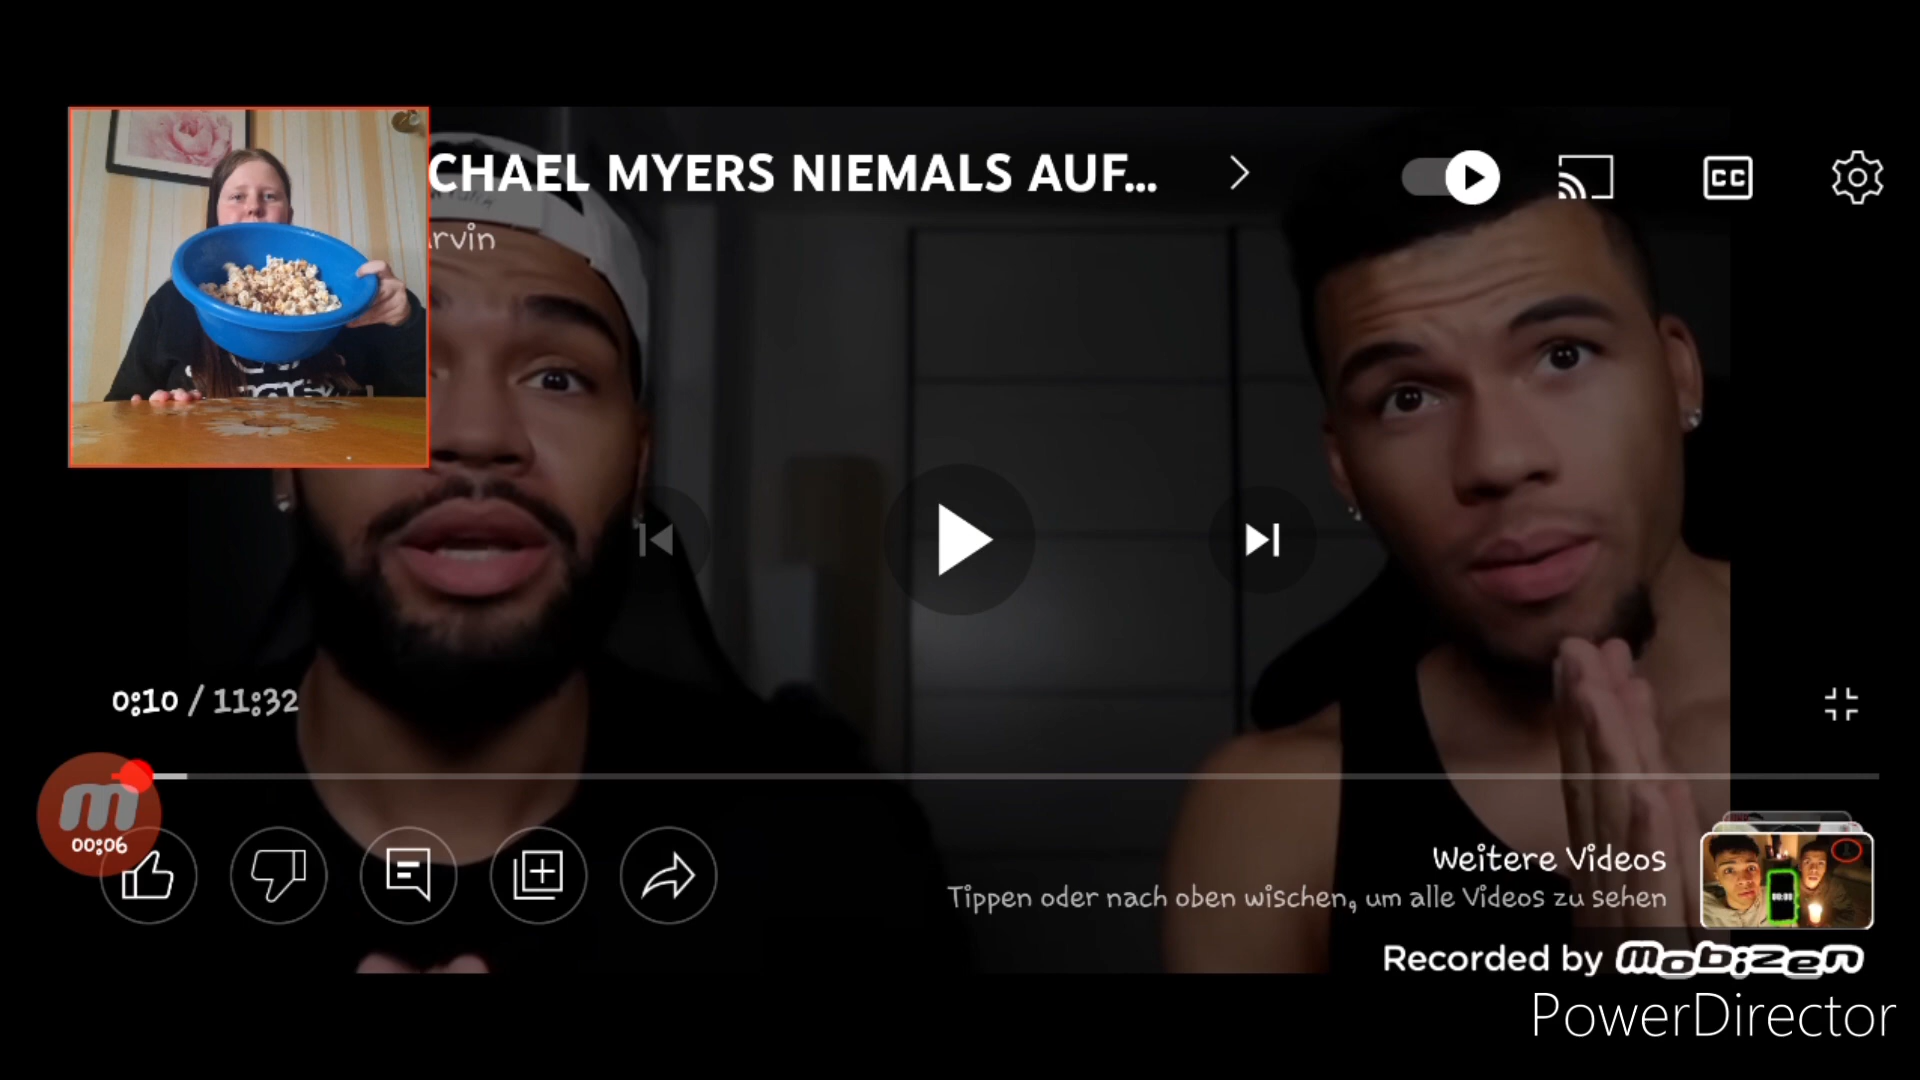 CHAEL MYERS NIEMALS AUF...
rvin
CC
0:10 / 11:32
m
00:06
Weitere Videos
Tippen oder nach oben wischen, um alle Videos zu sehen
Recorded by mobizen
PowerDirector